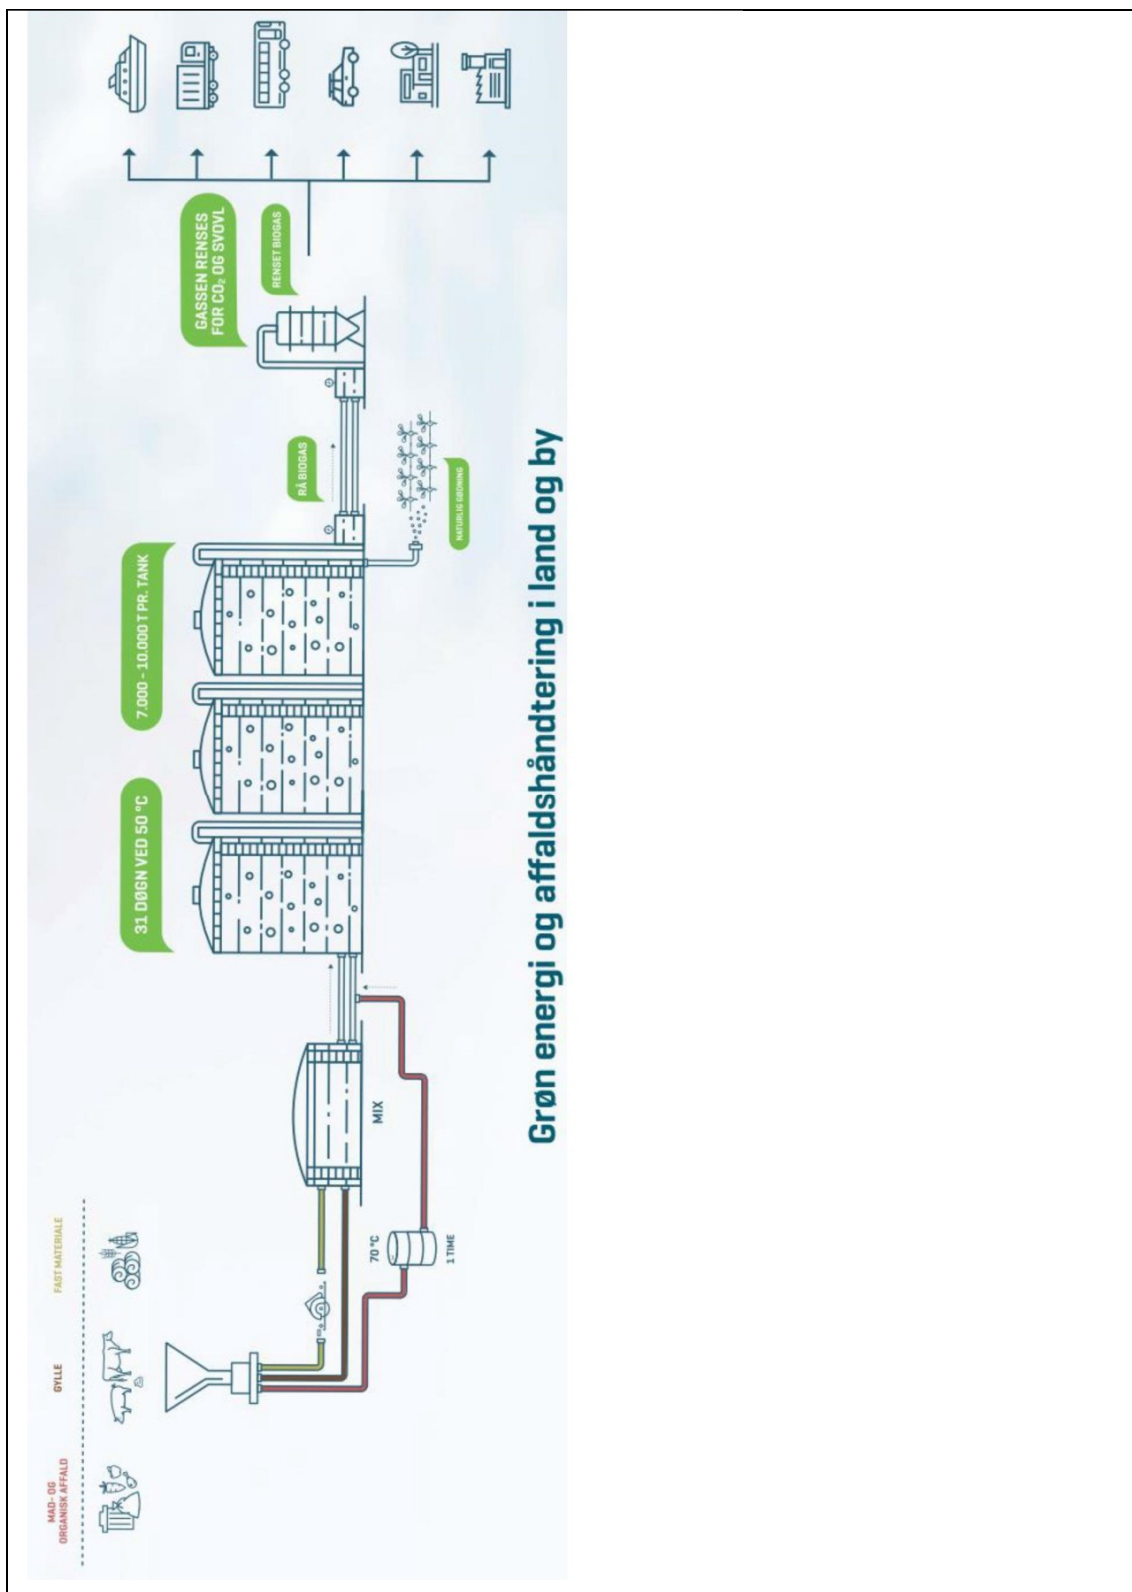 MAD- OG
ORGANISK AFFALD
GYLLE
FAST MATERIALE
70 °C
1 TIME
MIX
31 DØGN VED 50 °C
7.000 - 10.000 T PR. TANK
RÅ BIOGAS
NATURLIG GØDNING
GASSEN RENSES
FOR CO₂ OG SVOVL
RENSET BIOGAS
Grøn energi og affaldshåndtering i land og by